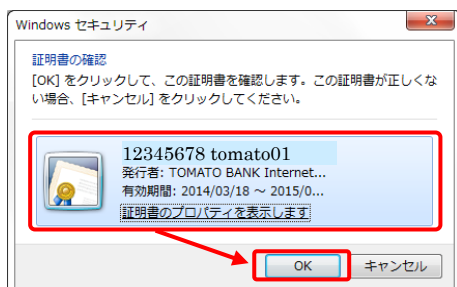 Windows セキュリティ
証明書の確認
[OK] をクリックして、この証明書を確認します。この証明書が正しくな
い場合、[キャンセル] をクリックしてください。
12345678 tomato01
発行者: TOMATO BANK Internet...
有効期間: 2014/03/18 ～ 2015/0...
証明書のプロパティを表示します
OK キャンセル